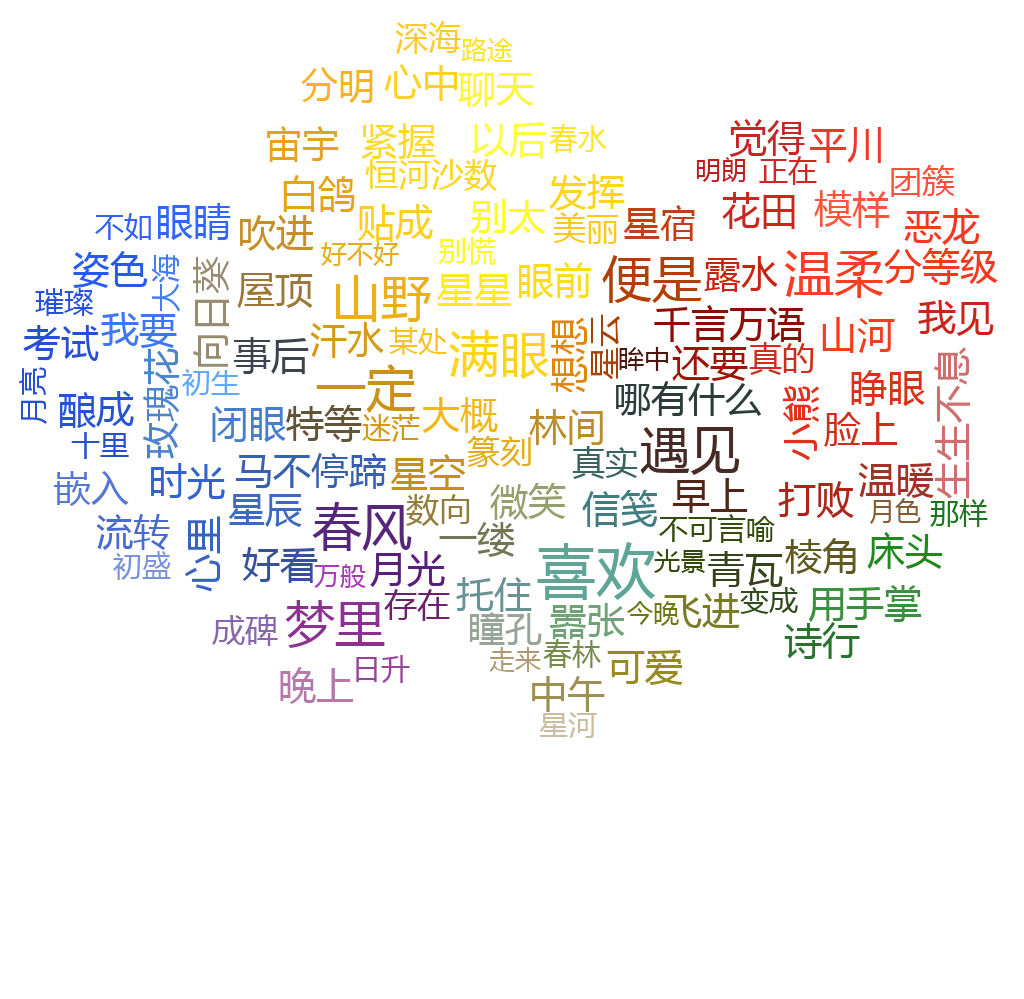 深海
路途
分明
心中
聊天
宙宇
紧握
以后
春水
觉得
平川
恒河沙数
明朗
正在
团簇
白鸽
发挥
花田
模样
恶龙
不如
眼睛
吹进
贴成
别太
美丽
星宿
好不好
别慌
姿色
大海
向日葵
屋顶
山野
星星
眼前
便是
露水
温柔
分等级
璀璨
我要
千言万语
山河
我见
考试
事后
汗水
某处
满眼
想想
星云
眸中
还要
真的
月亮
玫瑰花
初生
一定
哪有什么
小熊
睁眼
生生不息
酿成
闭眼
特等
迷茫
大概
林间
脸上
十里
马不停蹄
星空
篆刻
真实
遇见
嵌入
时光
早上
打败
温暖
星辰
春风
数向
微笑
信笺
月色
那样
流转
心里
一缕
不可言喻
初盛
好看
万般
月光
喜欢
光景
青瓦
棱角
床头
成碑
梦里
存在
托住
瞳孔
嚣张
今晚
飞进
变成
用手掌
诗行
晚上
日升
走来
春林
可爱
中午
星河